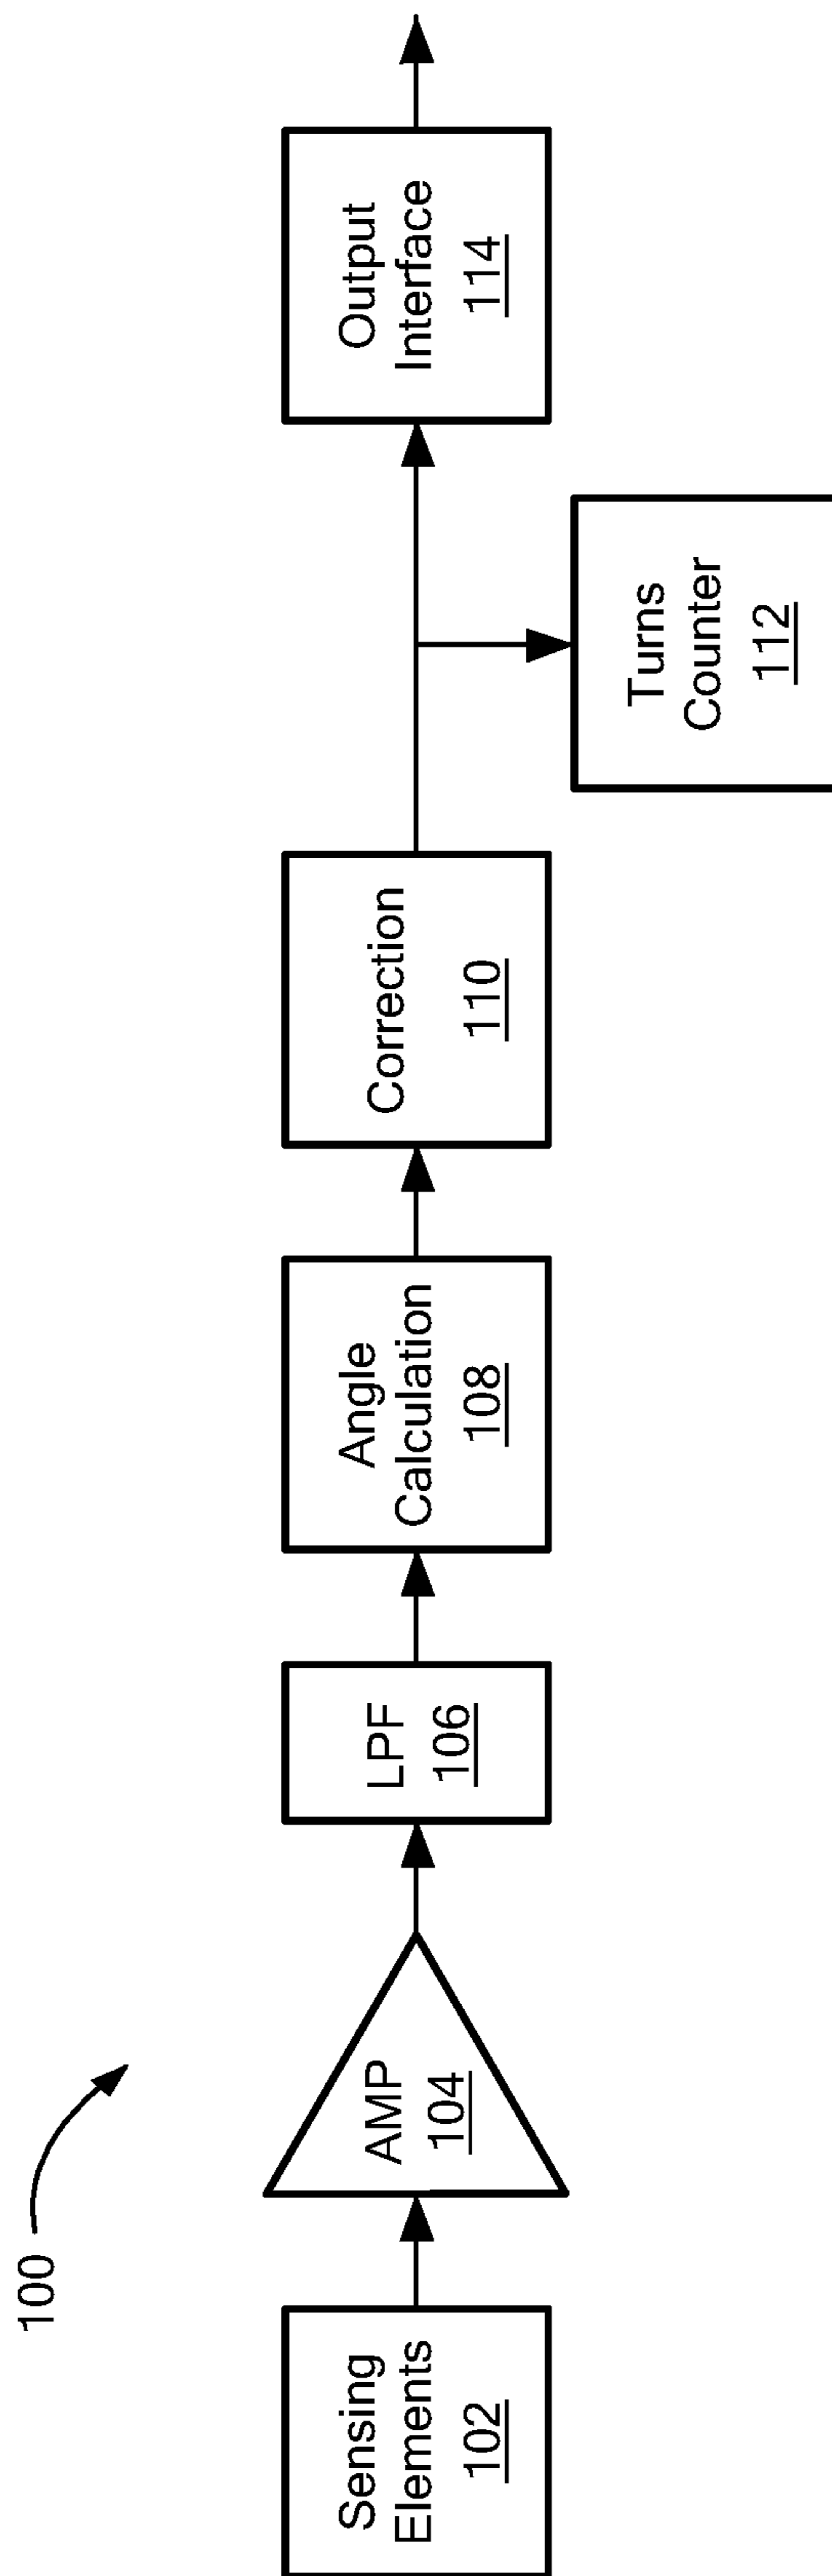 100
Sensing
Elements
102
AMP
104
LPF
106
Angle
Calculation
108
Correction
110
Turns
Counter
112
Output
Interface
114